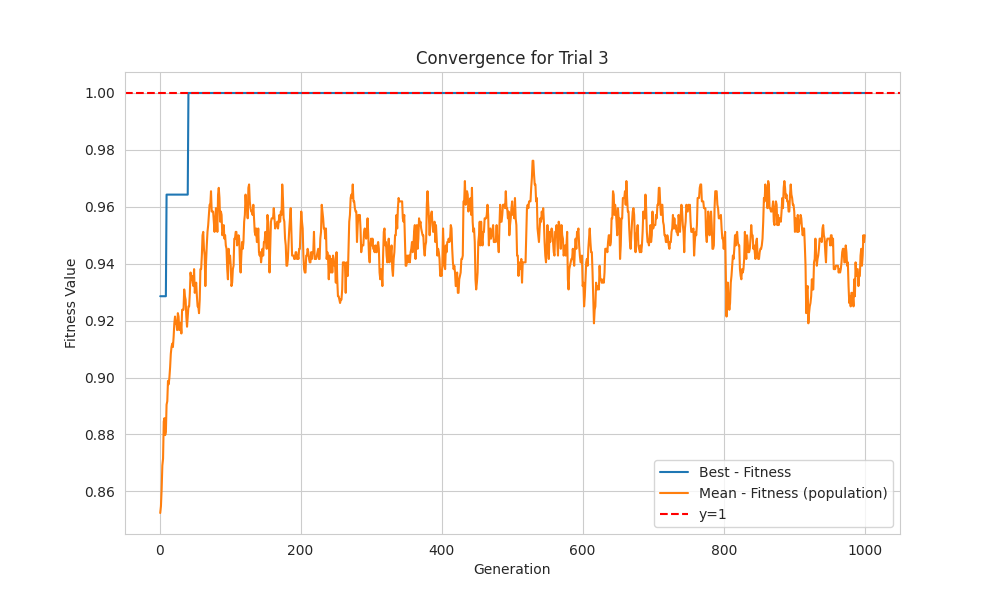 Convergence for Trial 3
Fitness Value
1.00
0.98
0.96
0.94
0.92
0.90
0.88
0.86
0
200
400
600
800
1000
Generation
Best - Fitness
Mean - Fitness (population)
y=1